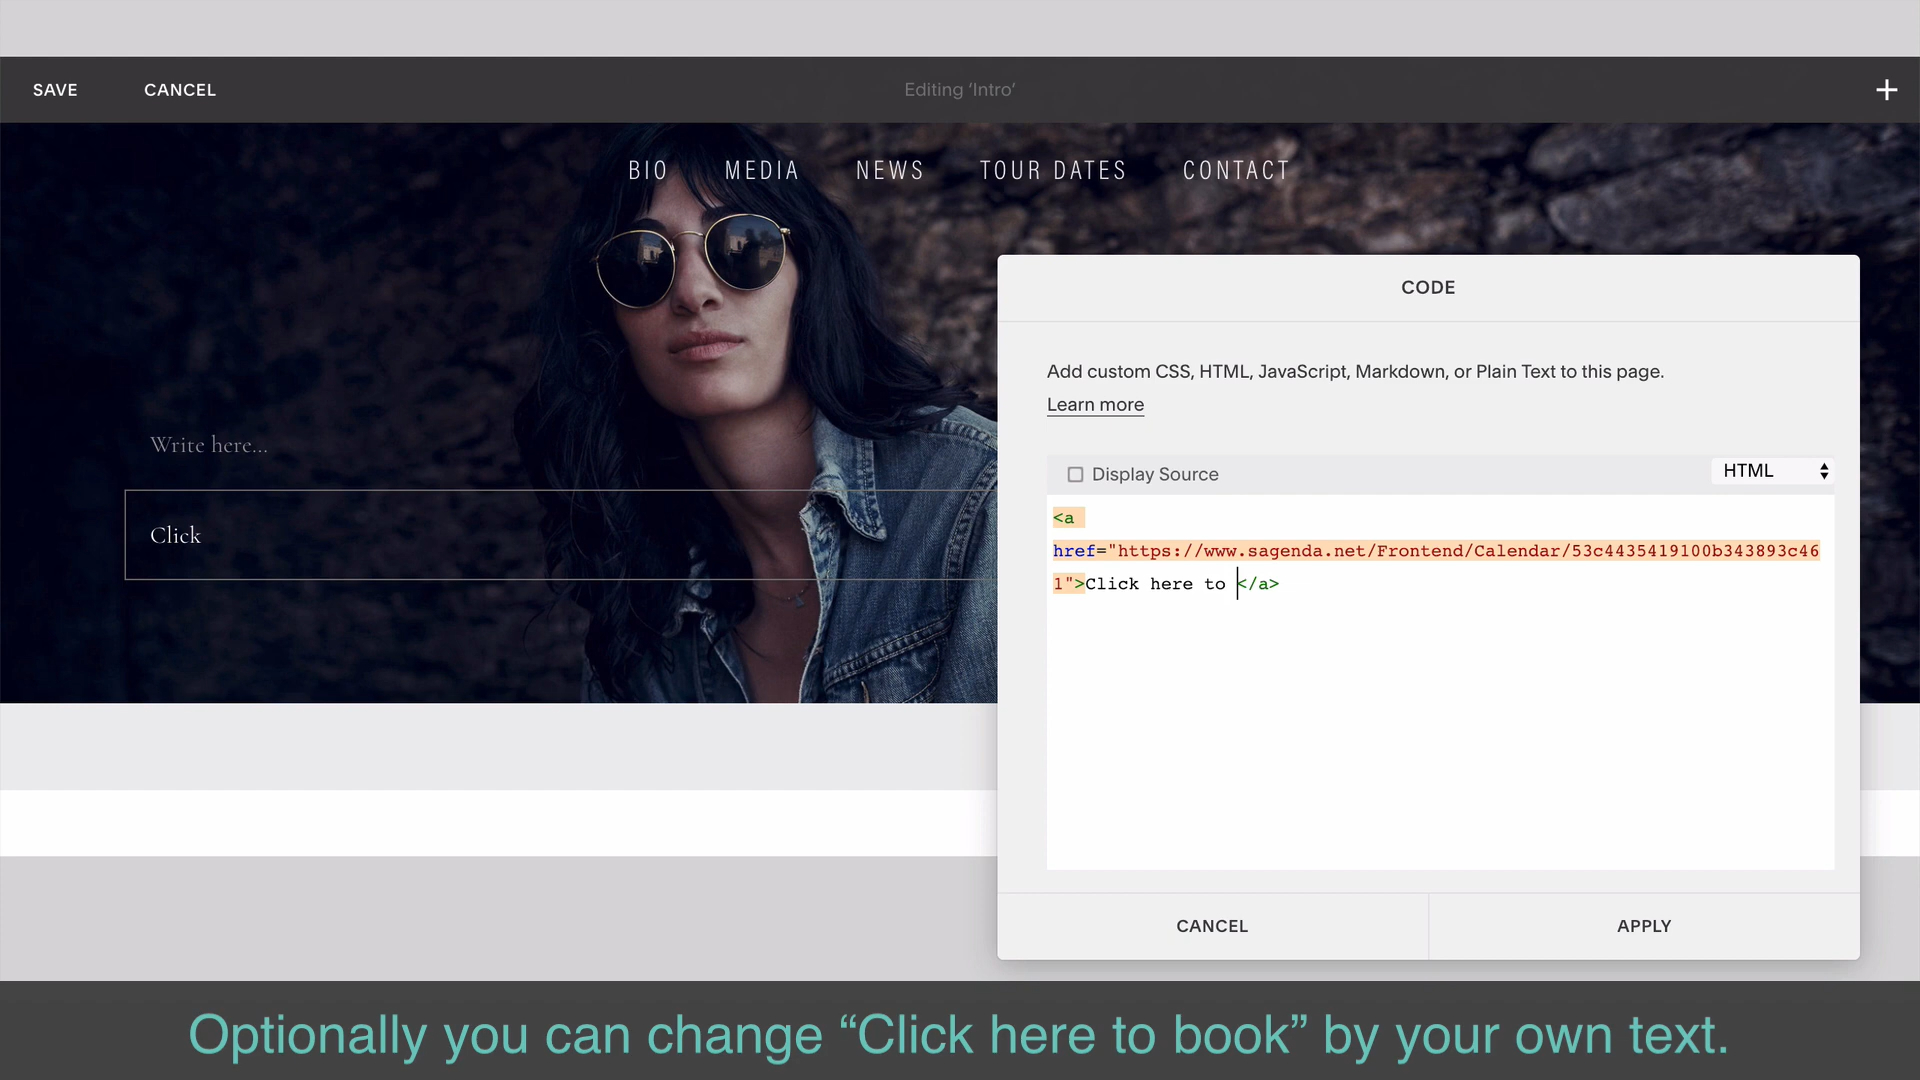 SAVE CANCEL Editing ‘Intro’ +
BIO MEDIA NEWS TOUR DATES CONTACT
Write here...
Click
CODE
Add custom CSS, HTML, JavaScript, Markdown, or Plain Text to this page.
Learn more
Display Source HTML
<a
href="https://www.sagenda.net/Frontend/Calendar/53c4435419100b343893c46
1">Click here to </a>
CANCEL APPLY
Optionally you can change “Click here to book” by your own text.